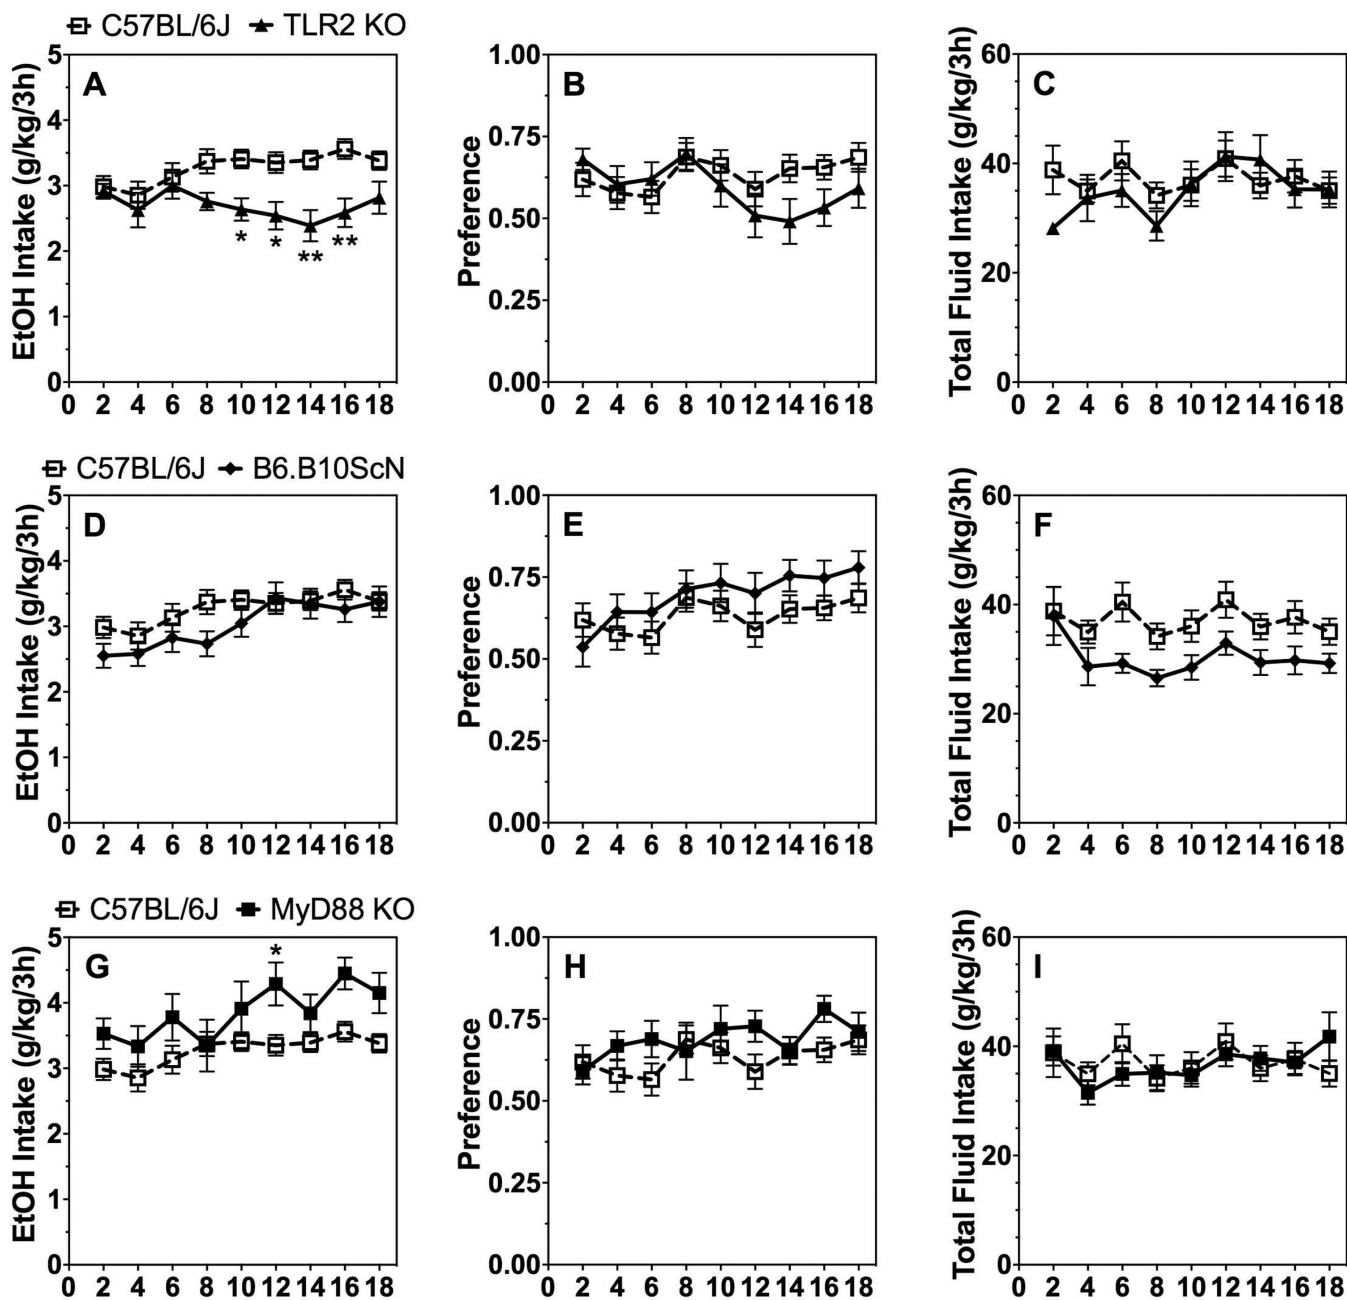 C57BL/6J TLR2 KO
A
EtOH Intake (g/kg/3h)
5
4
3
2
1
0
0 2 4 6 8 10 12 14 16 18
* * ** **
B
Preference
1.00
0.75
0.50
0.25
0.00
0 2 4 6 8 10 12 14 16 18
C
Total Fluid Intake (g/kg/3h)
60
40
20
0
0 2 4 6 8 10 12 14 16 18
C57BL/6J B6.B10ScN
D
EtOH Intake (g/kg/3h)
5
4
3
2
1
0
0 2 4 6 8 10 12 14 16 18
E
Preference
1.00
0.75
0.50
0.25
0.00
0 2 4 6 8 10 12 14 16 18
F
Total Fluid Intake (g/kg/3h)
60
40
20
0
0 2 4 6 8 10 12 14 16 18
C57BL/6J MyD88 KO
G
EtOH Intake (g/kg/3h)
5
4
3
2
1
0
0 2 4 6 8 10 12 14 16 18
*
H
Preference
1.00
0.75
0.50
0.25
0.00
0 2 4 6 8 10 12 14 16 18
I
Total Fluid Intake (g/kg/3h)
60
40
20
0
0 2 4 6 8 10 12 14 16 18